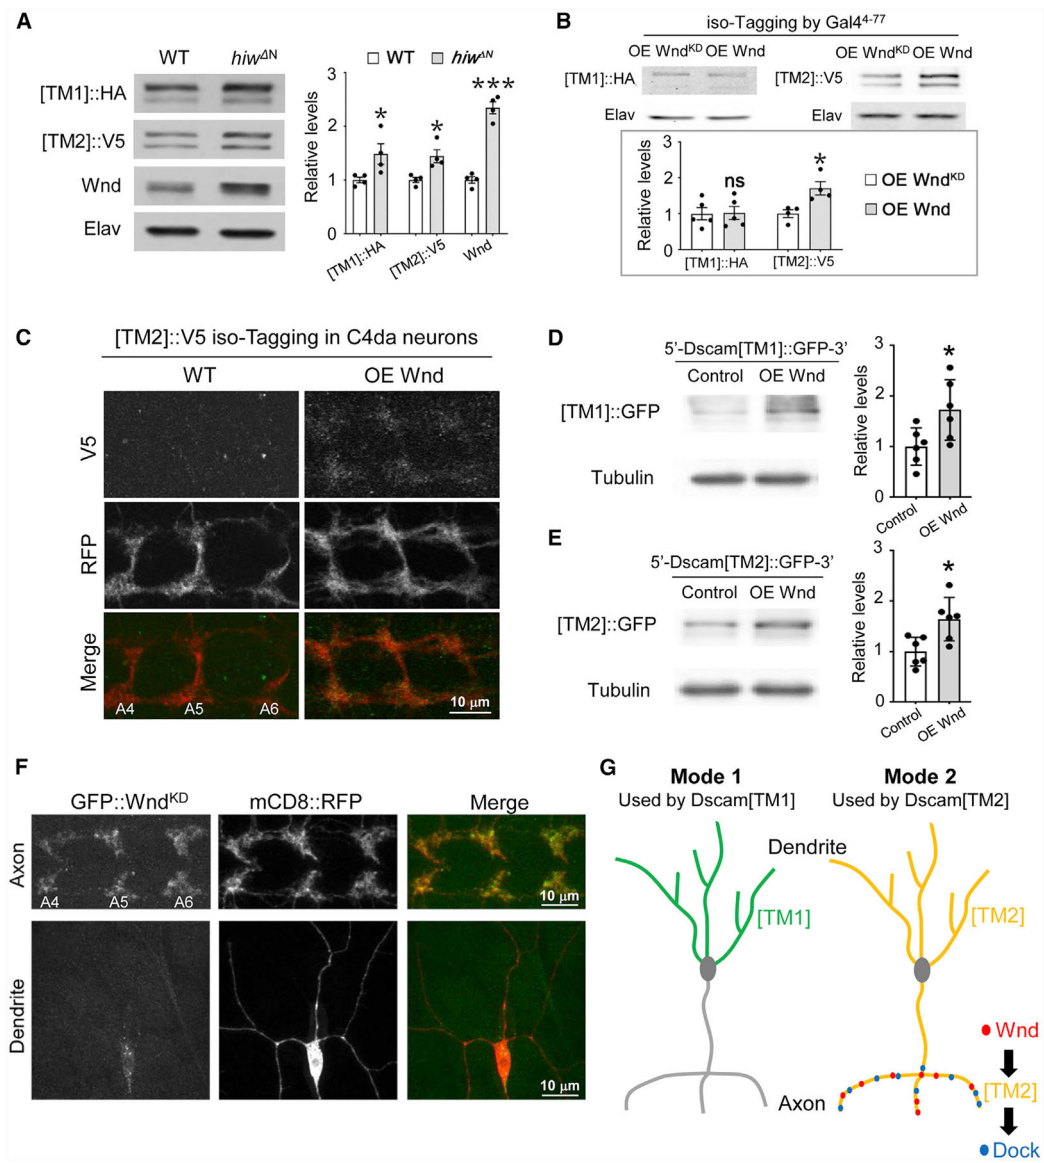 A
WT
hiwΔN
[TM1]::HA
[TM2]::V5
Wnd
Elav
WT
hiwΔN
Relative levels
3
2
1
0
*
*
***
[TM1]::HA
[TM2]::V5
Wnd
B
iso-Tagging by Gal4⁴⁻⁷⁷
OE Wndᴷᴰ OE Wnd
[TM1]::HA
Elav
OE Wndᴷᴰ OE Wnd
[TM2]::V5
Elav
Relative levels
3
2
1
0
ns
*
[TM1]::HA
[TM2]::V5
OE Wndᴷᴰ
OE Wnd
C
[TM2]::V5 iso-Tagging in C4da neurons
WT
OE Wnd
V5
RFP
Merge
A4
A5
A6
10 μm
D
5'-Dscam[TM1]::GFP-3'
Control
OE Wnd
[TM1]::GFP
Tubulin
Relative levels
3
2
1
0
*
Control
OE Wnd
E
5'-Dscam[TM2]::GFP-3'
Control
OE Wnd
[TM2]::GFP
Tubulin
Relative levels
3
2
1
0
*
Control
OE Wnd
F
GFP::Wndᴷᴰ
mCD8::RFP
Merge
Axon
A4
A5
A6
10 μm
Dendrite
10 μm
G
Mode 1
Used by Dscam[TM1]
Mode 2
Used by Dscam[TM2]
Dendrite
[TM1]
[TM2]
Wnd
[TM2]
Dock
Axon